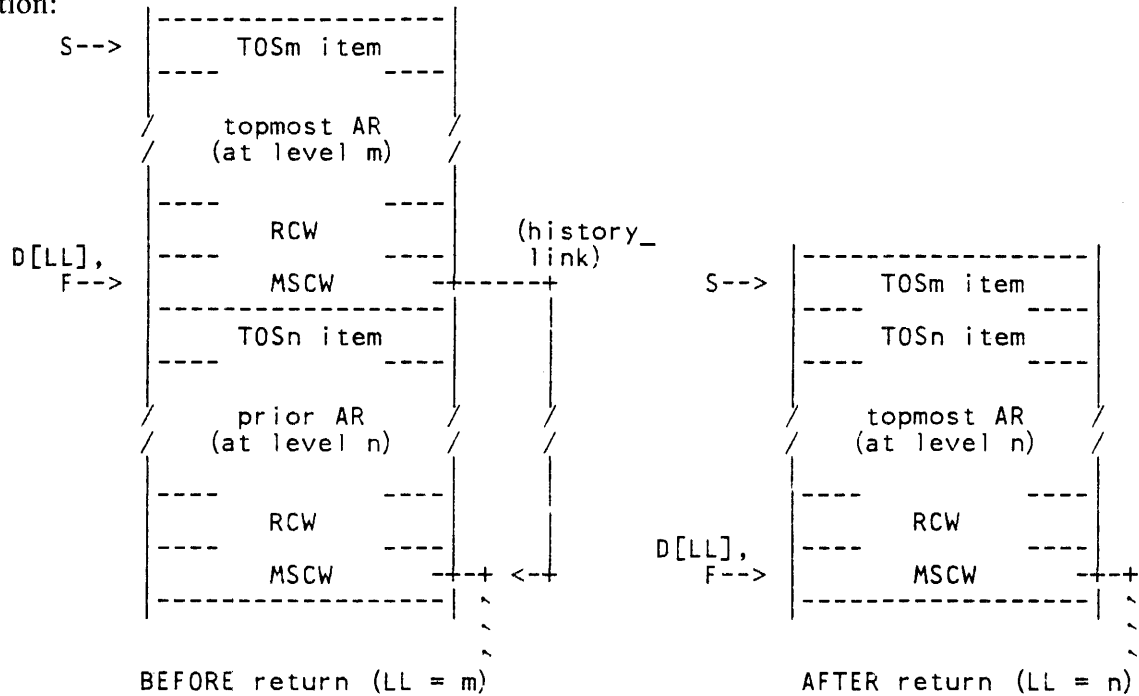 tion:
S-->
TOSm item
topmost AR
(at level m)
RCW
(history_
link)
D[LL],
F-->
MSCW
TOSn item
prior AR
(at level n)
RCW
MSCW
BEFORE return (LL = m)
S-->
TOSm item
TOSn item
topmost AR
(at level n)
RCW
D[LL],
F-->
MSCW
AFTER return (LL = n)